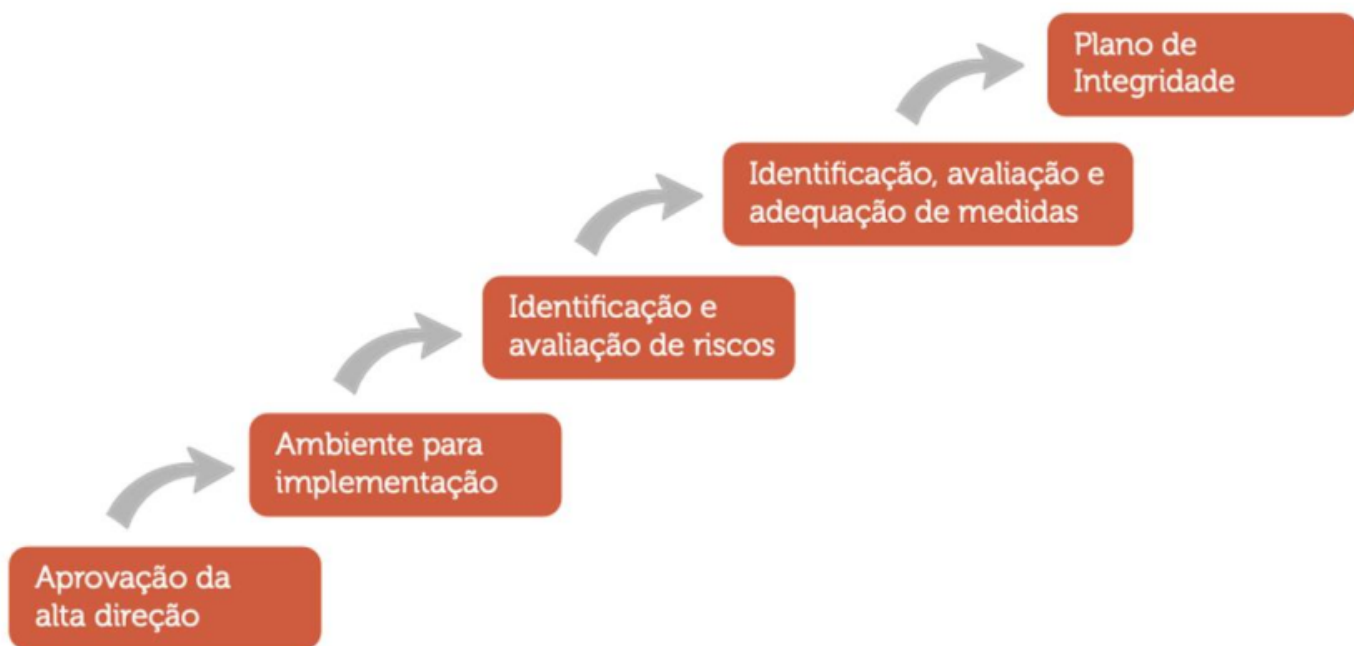 Plano de
Integridade
Identificação, avaliação e
adequação de medidas
Identificação e
avaliação de riscos
Ambiente para
implementação
Aprovação da
alta direção